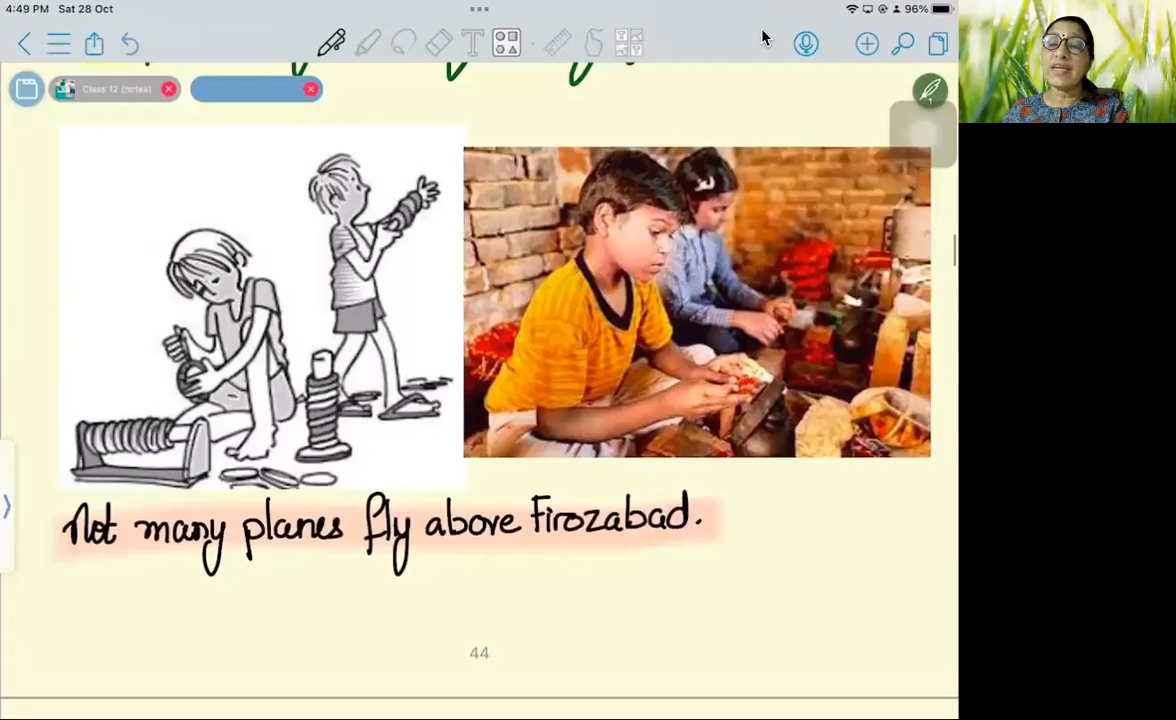 4:49 PM Sat 28 Oct
96%
Class 12 (notes)
Not many planes fly above Firozabad.
44